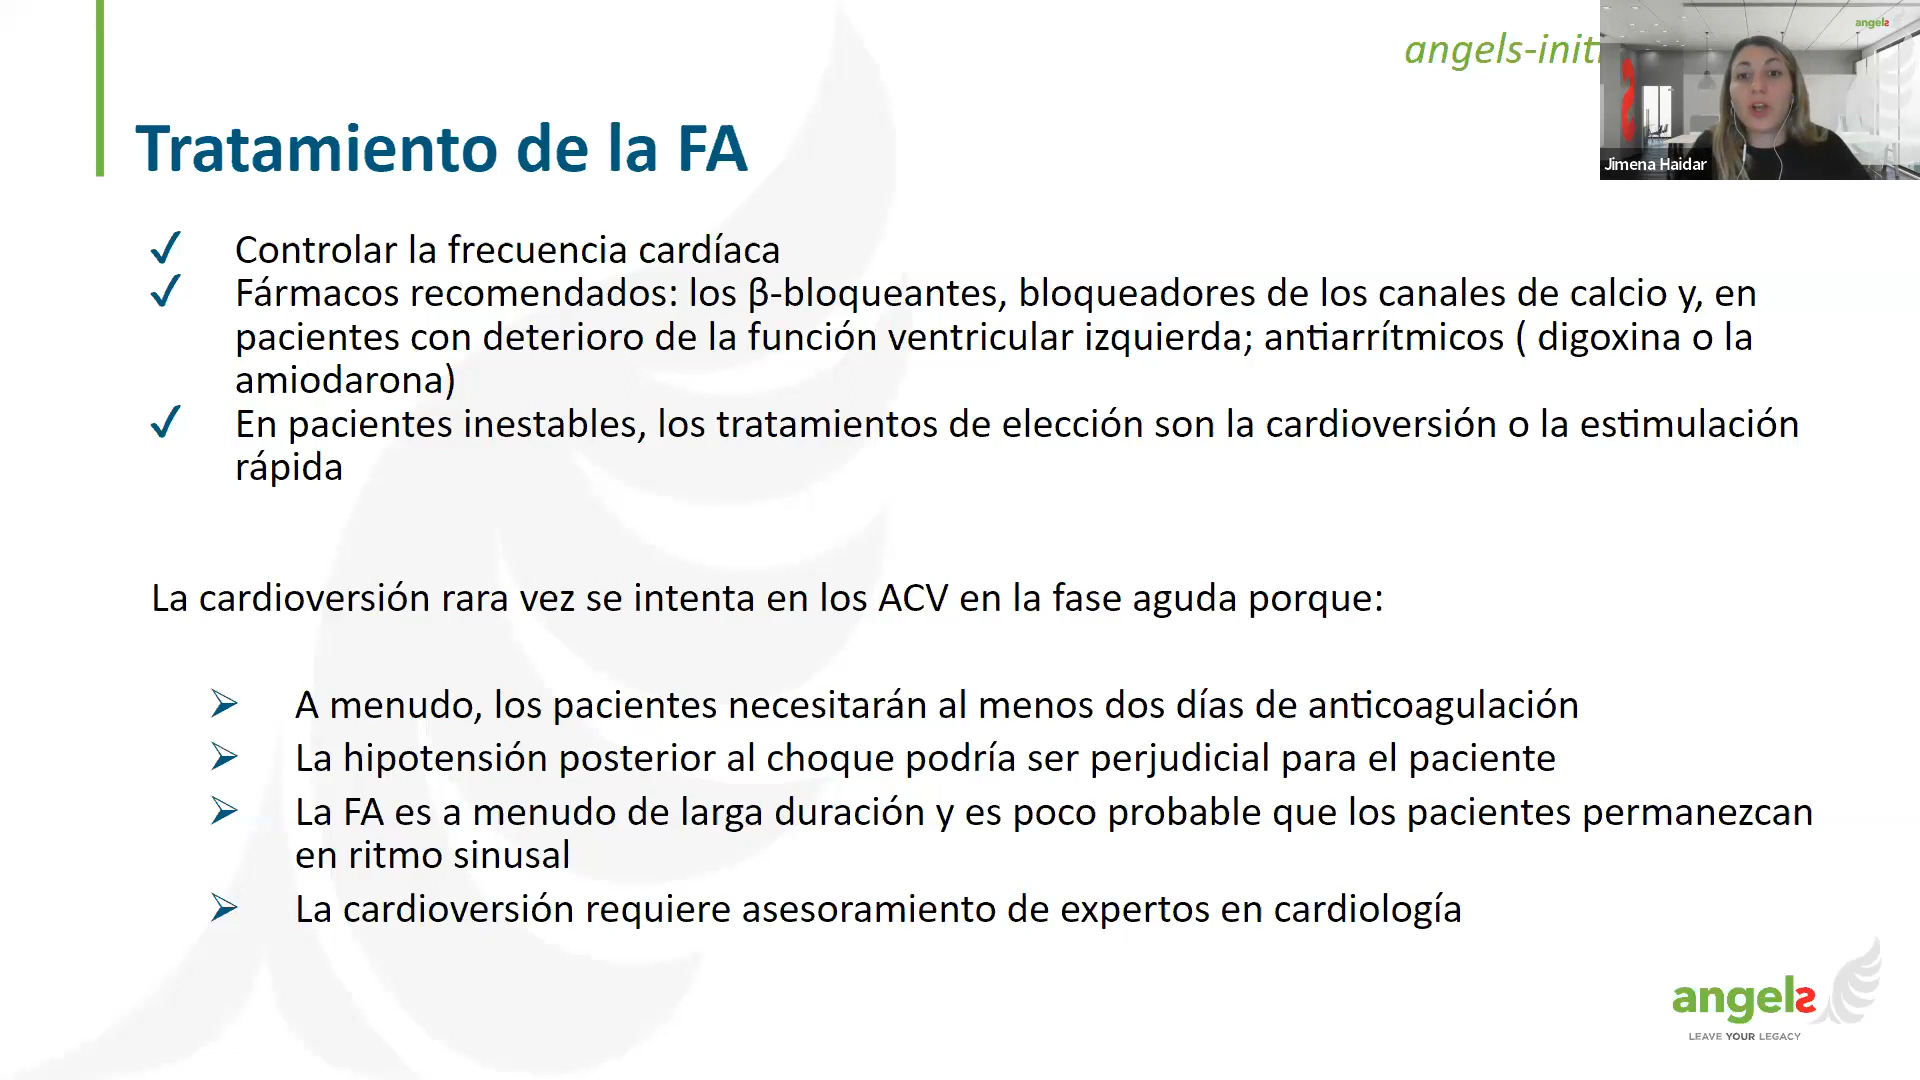 angels-initi
angels
Jimena Haidar
Tratamiento de la FA
✓ Controlar la frecuencia cardíaca
✓ Fármacos recomendados: los β-bloqueantes, bloqueadores de los canales de calcio y, en
pacientes con deterioro de la función ventricular izquierda; antiarrítmicos ( digoxina o la
amiodarona)
✓ En pacientes inestables, los tratamientos de elección son la cardioversión o la estimulación
rápida
La cardioversión rara vez se intenta en los ACV en la fase aguda porque:
➢ A menudo, los pacientes necesitarán al menos dos días de anticoagulación
➢ La hipotensión posterior al choque podría ser perjudicial para el paciente
➢ La FA es a menudo de larga duración y es poco probable que los pacientes permanezcan
en ritmo sinusal
➢ La cardioversión requiere asesoramiento de expertos en cardiología
angels
LEAVE YOUR LEGACY